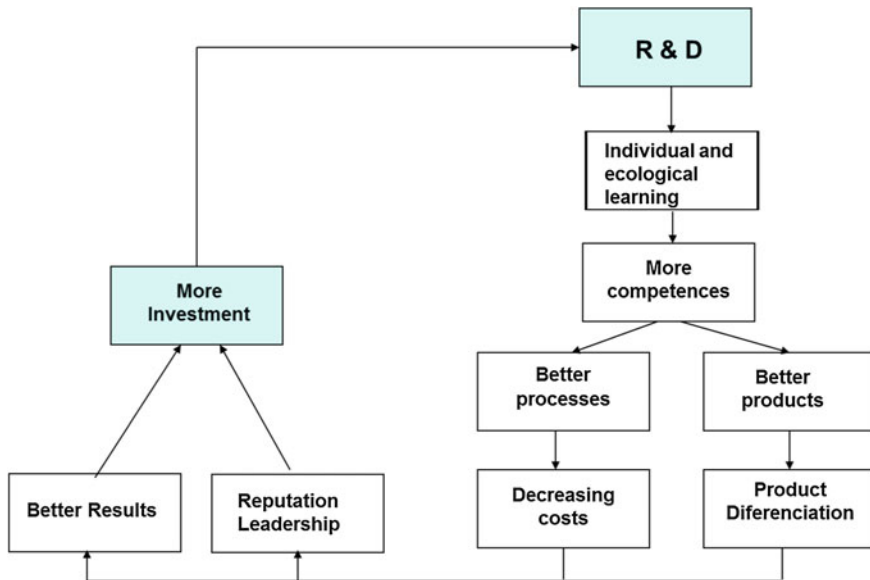 R & D
Individual and
ecological
learning
More
competences
More
Investment
Better
processes
Better
products
Better Results
Reputation
Leadership
Decreasing
costs
Product
Diferenciation